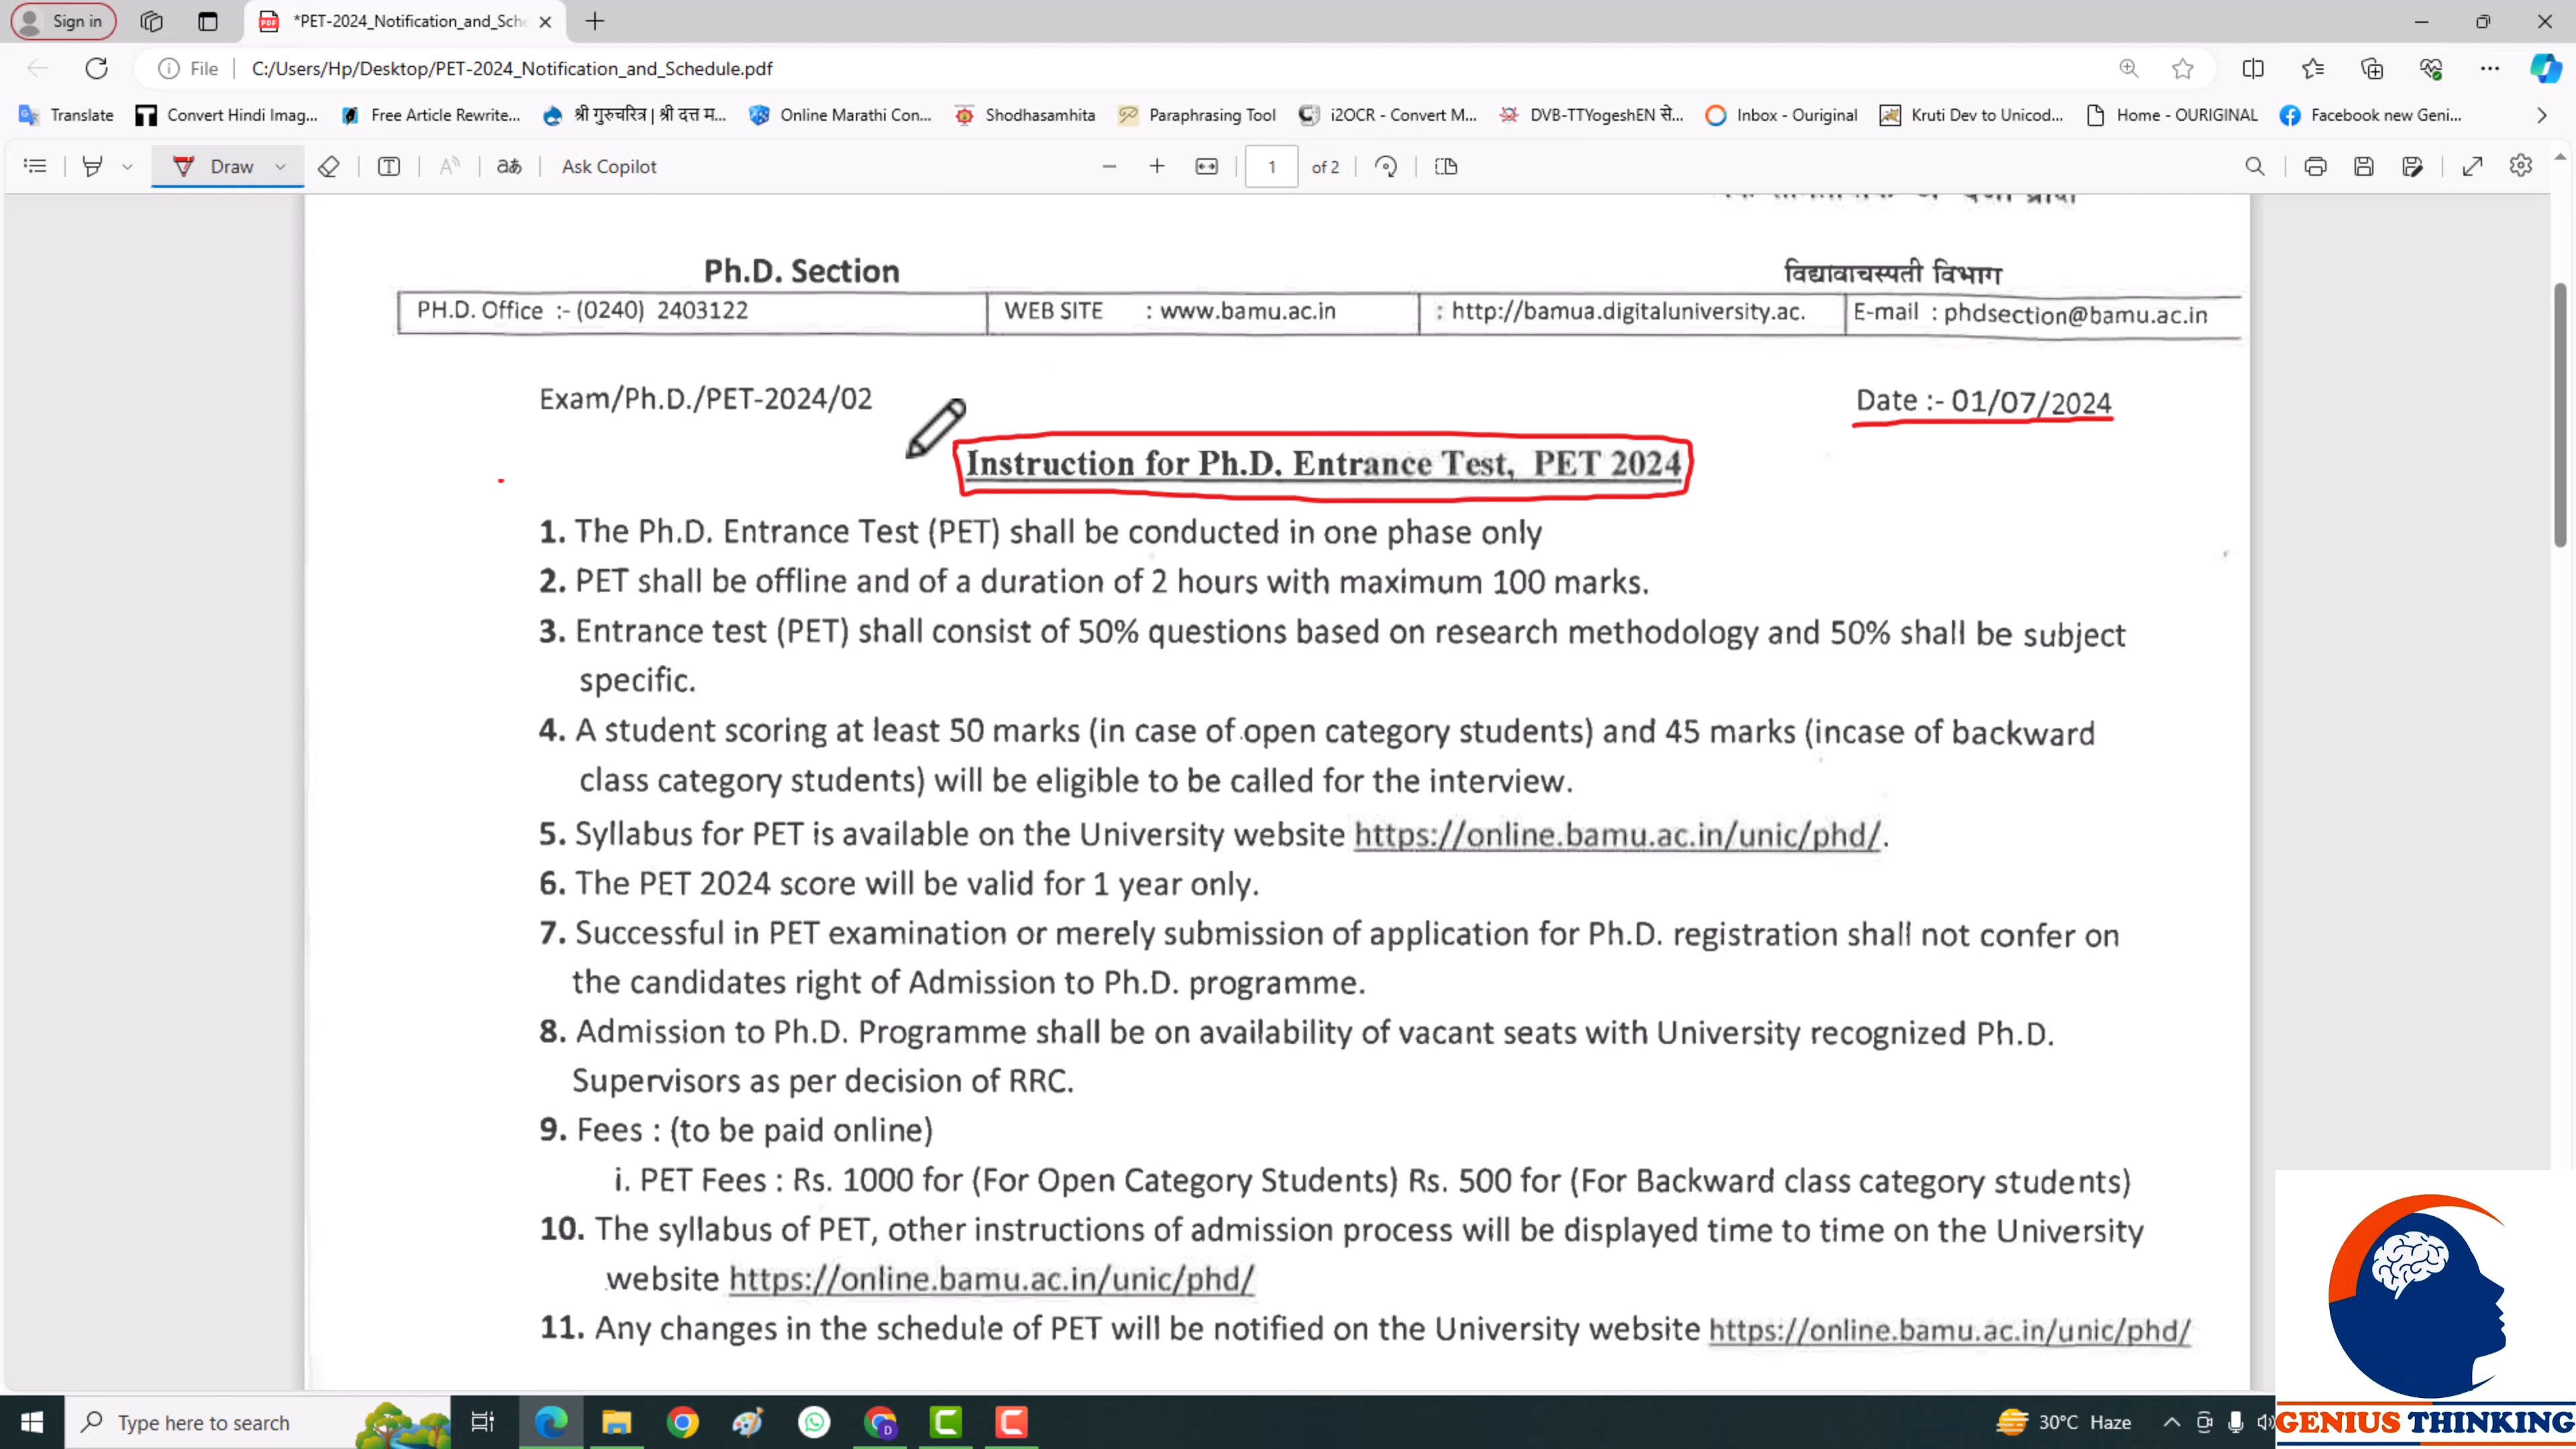 Sign in
*PET-2024_Notification_and_Sch
File
C:/Users/Hp/Desktop/PET-2024_Notification_and_Schedule.pdf
Translate
Convert Hindi Imag...
Free Article Rewrite...
श्री गुरुचरित्र | श्री दत्त म...
Online Marathi Con...
Shodhasamhita
Paraphrasing Tool
i2OCR - Convert M...
DVB-TTYogeshEN से...
Inbox - Ouriginal
Kruti Dev to Unicod...
Home - OURIGINAL
Facebook new Geni...
Draw
Ask Copilot
1 of 2
Ph.D. Section
विद्यावाचस्पती विभाग
PH.D. Office :- (0240) 2403122
WEB SITE : www.bamu.ac.in
: http://bamua.digitaluniversity.ac.
E-mail : phdsection@bamu.ac.in
Exam/Ph.D./PET-2024/02
Date :- 01/07/2024
Instruction for Ph.D. Entrance Test, PET 2024
1. The Ph.D. Entrance Test (PET) shall be conducted in one phase only
2. PET shall be offline and of a duration of 2 hours with maximum 100 marks.
3. Entrance test (PET) shall consist of 50% questions based on research methodology and 50% shall be subject
specific.
4. A student scoring at least 50 marks (in case of open category students) and 45 marks (incase of backward
class category students) will be eligible to be called for the interview.
5. Syllabus for PET is available on the University website https://online.bamu.ac.in/unic/phd/.
6. The PET 2024 score will be valid for 1 year only.
7. Successful in PET examination or merely submission of application for Ph.D. registration shall not confer on
the candidates right of Admission to Ph.D. programme.
8. Admission to Ph.D. Programme shall be on availability of vacant seats with University recognized Ph.D.
Supervisors as per decision of RRC.
9. Fees : (to be paid online)
i. PET Fees : Rs. 1000 for (For Open Category Students) Rs. 500 for (For Backward class category students)
10. The syllabus of PET, other instructions of admission process will be displayed time to time on the University
website https://online.bamu.ac.in/unic/phd/
11. Any changes in the schedule of PET will be notified on the University website https://online.bamu.ac.in/unic/phd/
Type here to search
30°C Haze
GENIUS THINKING